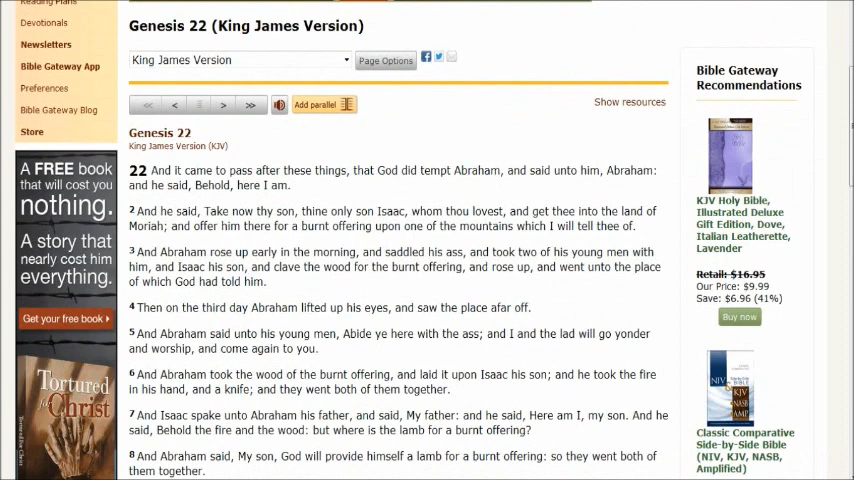 Reading Plans
Devotionals
Newsletters
Bible Gateway App
Preferences
Bible Gateway Blog
Store
A FREE book
that will cost you
nothing.
A story that
nearly cost him
everything.
Get your free book
Tortured
for Christ
Genesis 22 (King James Version)
King James Version
Page Options
Add parallel
Show resources
Genesis 22
King James Version (KJV)
22 And it came to pass after these things, that God did tempt Abraham, and said unto him, Abraham:
and he said, Behold, here I am.
2 And he said, Take now thy son, thine only son Isaac, whom thou lovest, and get thee into the land of
Moriah; and offer him there for a burnt offering upon one of the mountains which I will tell thee of.
3 And Abraham rose up early in the morning, and saddled his ass, and took two of his young men with
him, and Isaac his son, and clave the wood for the burnt offering, and rose up, and went unto the place
of which God had told him.
4 Then on the third day Abraham lifted up his eyes, and saw the place afar off.
5 And Abraham said unto his young men, Abide ye here with the ass; and I and the lad will go yonder
and worship, and come again to you.
6 And Abraham took the wood of the burnt offering, and laid it upon Isaac his son; and he took the fire
in his hand, and a knife; and they went both of them together.
7 And Isaac spake unto Abraham his father, and said, My father: and he said, Here am I, my son. And he
said, Behold the fire and the wood: but where is the lamb for a burnt offering?
8 And Abraham said, My son, God will provide himself a lamb for a burnt offering: so they went both of
them together.
Bible Gateway
Recommendations
KJV Holy Bible,
Illustrated Deluxe
Gift Edition, Dove,
Italian Leatherette,
Lavender
Retail: $16.95
Our Price: $9.99
Save: $6.96 (41%)
Buy now
NIV
KJV
NASB
AMP
Classic Comparative
Side-by-Side Bible
(NIV, KJV, NASB,
Amplified)